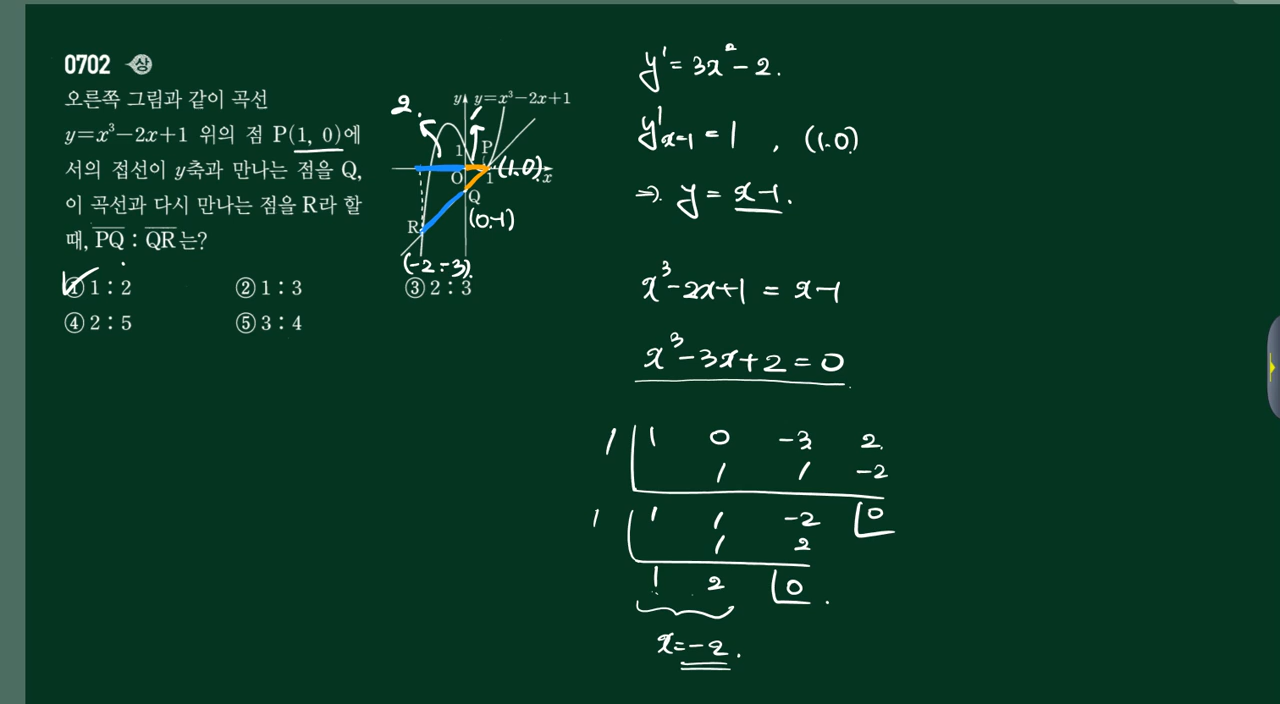 0702 상
오른쪽 그림과 같이 곡선
y=x³−2x+1 위의 점 P(1, 0)에
서의 접선이 y축과 만나는 점을 Q,
이 곡선과 다시 만나는 점을 R라 할
때, PQ : QR는?
① 1 : 2 ② 1 : 3 ③ 2 : 3
④ 2 : 5 ⑤ 3 : 4
2.
y y=x³−2x+1
1 P
O 1 (1.0). x
Q
R (0.-1)
(-2.-3).
y' = 3x² - 2.
y'x=1 = 1 , (1.0)
⇒). y = x-1.
x³-2x+1 = x-1
x³-3x+2=0
1 1 0 -3 2.
1 1 -2
1 1 1 -2 0
1 2
1 2 0 .
x=-2.